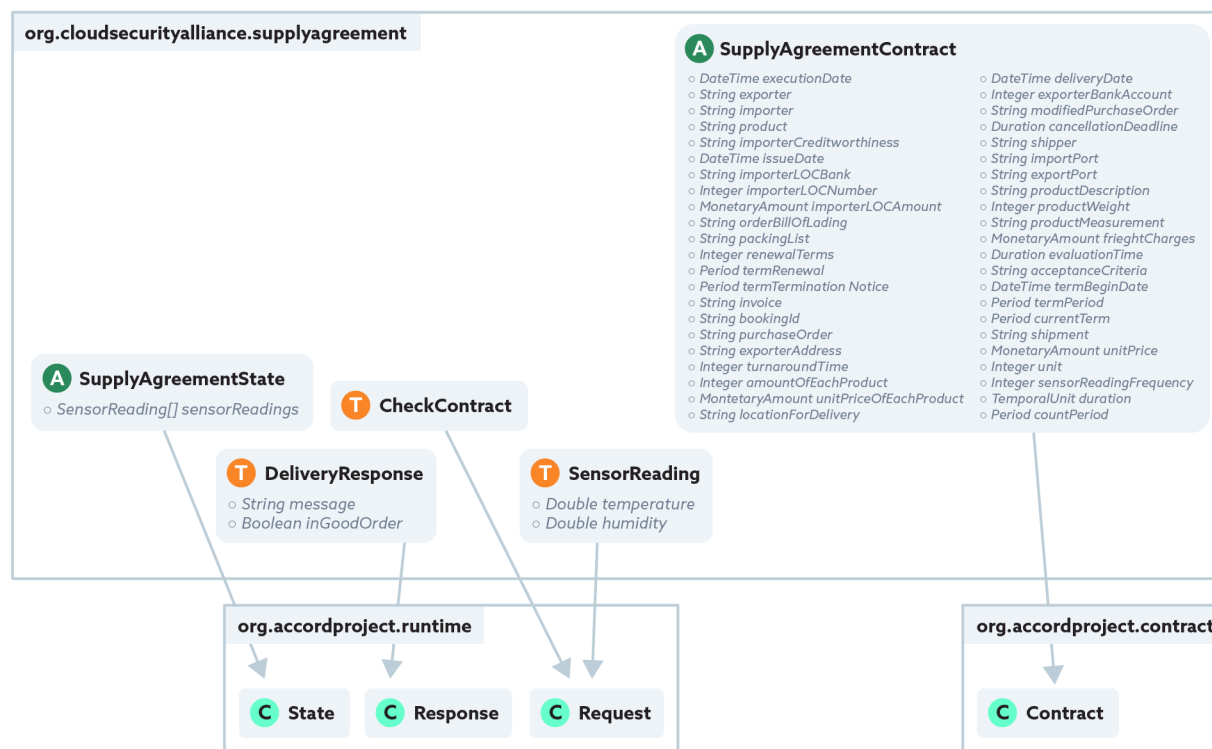 org.cloudsecurityalliance.supplyagreement
A SupplyAgreementContract
DateTime executionDate
String exporter
String importer
String product
String importerCreditworthiness
DateTime issueDate
String importerLOCBank
Integer importerLOCNumber
MonetaryAmount importerLOCAmount
String orderBillOfLading
String packingList
Integer renewalTerms
Period termRenewal
Period termTermination Notice
String invoice
String bookingId
String purchaseOrder
String exporterAddress
Integer turnaroundTime
Integer amountOfEachProduct
MontetaryAmount unitPriceOfEachProduct
String locationForDelivery
DateTime deliveryDate
Integer exporterBankAccount
String modifiedPurchaseOrder
Duration cancellationDeadline
String shipper
String importPort
String exportPort
String productDescription
Integer productWeight
String productMeasurement
MonetaryAmount frieghtCharges
Duration evaluationTime
String acceptanceCriteria
DateTime termBeginDate
Period termPeriod
Period currentTerm
String shipment
MonetaryAmount unitPrice
Integer unit
Integer sensorReadingFrequency
TemporalUnit duration
Period countPeriod
A SupplyAgreementState
SensorReading[] sensorReadings
T CheckContract
T DeliveryResponse
String message
Boolean inGoodOrder
T SensorReading
Double temperature
Double humidity
org.accordproject.runtime
C State
C Response
C Request
org.accordproject.contract
C Contract